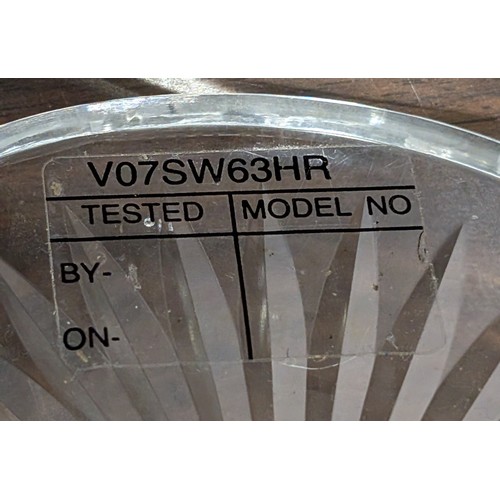 V07SW63HR
TESTED MODEL NO
BY-
ON-